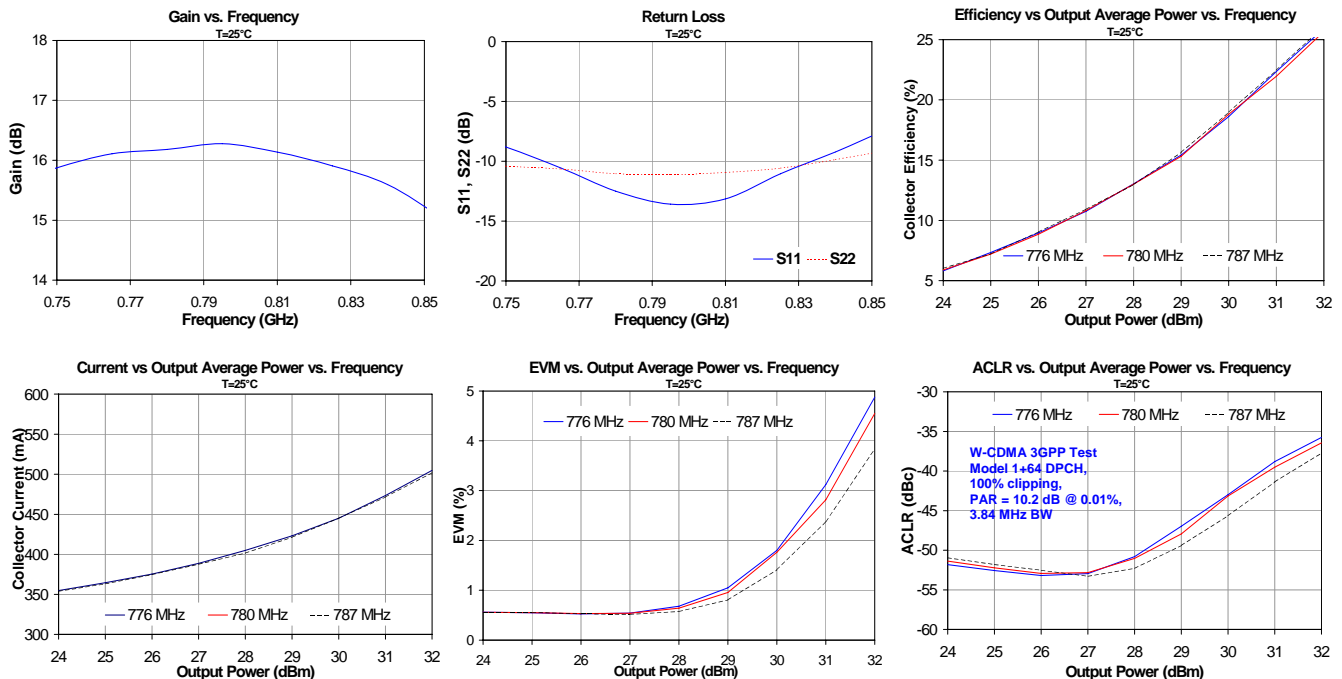 Gain vs. Frequency
T=25°C
18
17
16
15
14
Gain (dB)
0.75 0.77 0.79 0.81 0.83 0.85
Frequency (GHz)
Return Loss
T=25°C
0
-5
-10
-15
-20
S11, S22 (dB)
S11 S22
0.75 0.77 0.79 0.81 0.83 0.85
Frequency (GHz)
Efficiency vs Output Average Power vs. Frequency
T=25°C
25
20
15
10
5
Collector Efficiency (%)
776 MHz 780 MHz 787 MHz
24 25 26 27 28 29 30 31 32
Output Power (dBm)
Current vs Output Average Power vs. Frequency
T=25°C
600
550
500
450
400
350
300
Collector Current (mA)
776 MHz 780 MHz 787 MHz
24 25 26 27 28 29 30 31 32
Output Power (dBm)
EVM vs. Output Average Power vs. Frequency
T=25°C
5
4
3
2
1
0
EVM (%)
776 MHz 780 MHz 787 MHz
24 25 26 27 28 29 30 31 32
Output Power (dBm)
ACLR vs. Output Average Power vs. Frequency
T=25°C
-30
-35
-40
-45
-50
-55
-60
ACLR (dBc)
776 MHz 780 MHz 787 MHz
W-CDMA 3GPP Test
Model 1+64 DPCH,
100% clipping,
PAR = 10.2 dB @ 0.01%,
3.84 MHz BW
24 25 26 27 28 29 30 31 32
Output Power (dBm)